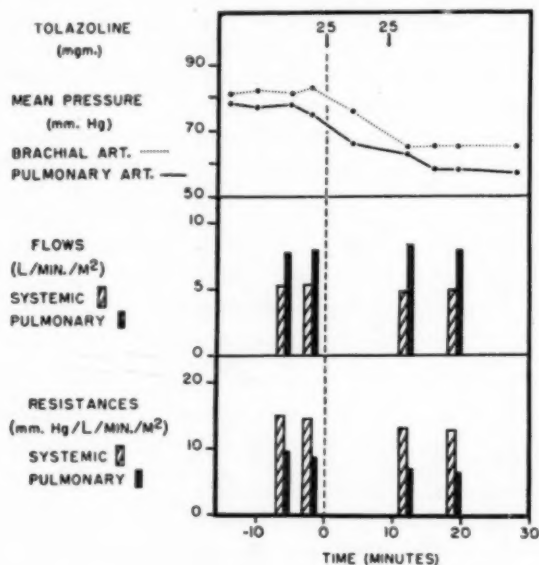 TOLAZOLINE
(mgm.)
25 25
90
70
50
MEAN PRESSURE
(mm. Hg)
BRACHIAL ART.
PULMONARY ART.
10
5
0
FLOWS
(L/MIN./M²)
SYSTEMIC
PULMONARY
20
10
0
RESISTANCES
(mm. Hg/L/MIN./M²)
SYSTEMIC
PULMONARY
-10 0 10 20 30
TIME (MINUTES)